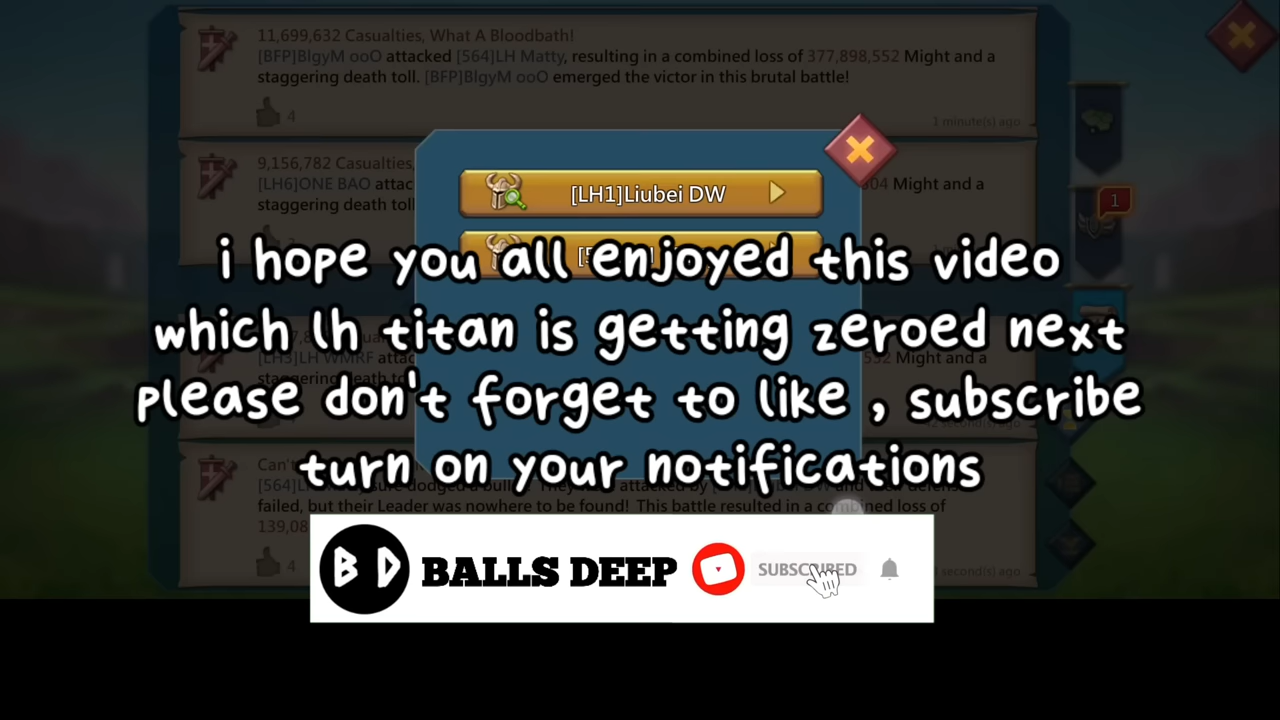 11,699,632 Casualties, What A Bloodbath!
[BFP]BlgyM ooO attacked [564]LH Matty, resulting in a combined loss of 377,898,552 Might and a
staggering death toll. [BFP]BlgyM ooO emerged the victor in this brutal battle!
4
1 minute(s) ago
9,156,782 Casualties,
[LH1]Liubei DW
[LH6]ONE BAO attac
Might and a
staggering death toll
1
i hope you all enjoyed this video
which lh titan is getting zeroed next
[LH3]LH WMRF attac
Might and a
staggering death to
please don't forget to like , subscribe
turn on your notifications
failed, but their Leader was nowhere to be found! This battle resulted in a combined loss of
139,08
BD BALLS DEEP SUBSCRIBED
4
second(s) ago